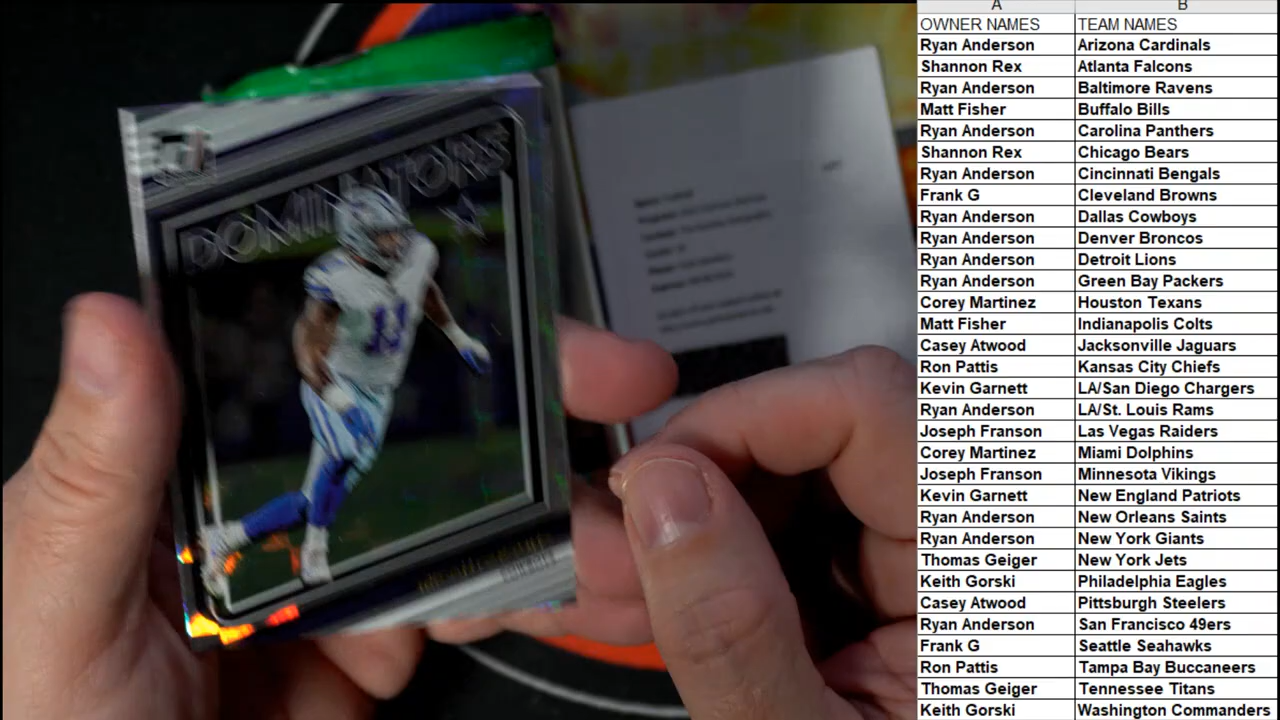 DOMINATORS
11
A B
OWNER NAMES TEAM NAMES
Ryan Anderson Arizona Cardinals
Shannon Rex Atlanta Falcons
Ryan Anderson Baltimore Ravens
Matt Fisher Buffalo Bills
Ryan Anderson Carolina Panthers
Shannon Rex Chicago Bears
Ryan Anderson Cincinnati Bengals
Frank G Cleveland Browns
Ryan Anderson Dallas Cowboys
Ryan Anderson Denver Broncos
Ryan Anderson Detroit Lions
Ryan Anderson Green Bay Packers
Corey Martinez Houston Texans
Matt Fisher Indianapolis Colts
Casey Atwood Jacksonville Jaguars
Ron Pattis Kansas City Chiefs
Kevin Garnett LA/San Diego Chargers
Ryan Anderson LA/St. Louis Rams
Joseph Franson Las Vegas Raiders
Corey Martinez Miami Dolphins
Joseph Franson Minnesota Vikings
Kevin Garnett New England Patriots
Ryan Anderson New Orleans Saints
Ryan Anderson New York Giants
Thomas Geiger New York Jets
Keith Gorski Philadelphia Eagles
Casey Atwood Pittsburgh Steelers
Ryan Anderson San Francisco 49ers
Frank G Seattle Seahawks
Ron Pattis Tampa Bay Buccaneers
Thomas Geiger Tennessee Titans
Keith Gorski Washington Commanders